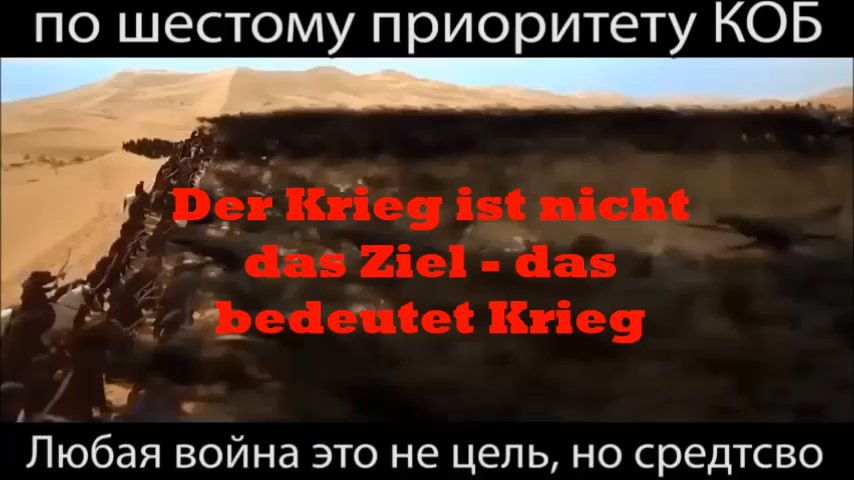 по шестому приоритету КОБ
Der Krieg ist nicht
das Ziel - das
bedeutet Krieg
Любая война это не цель, но средтсво